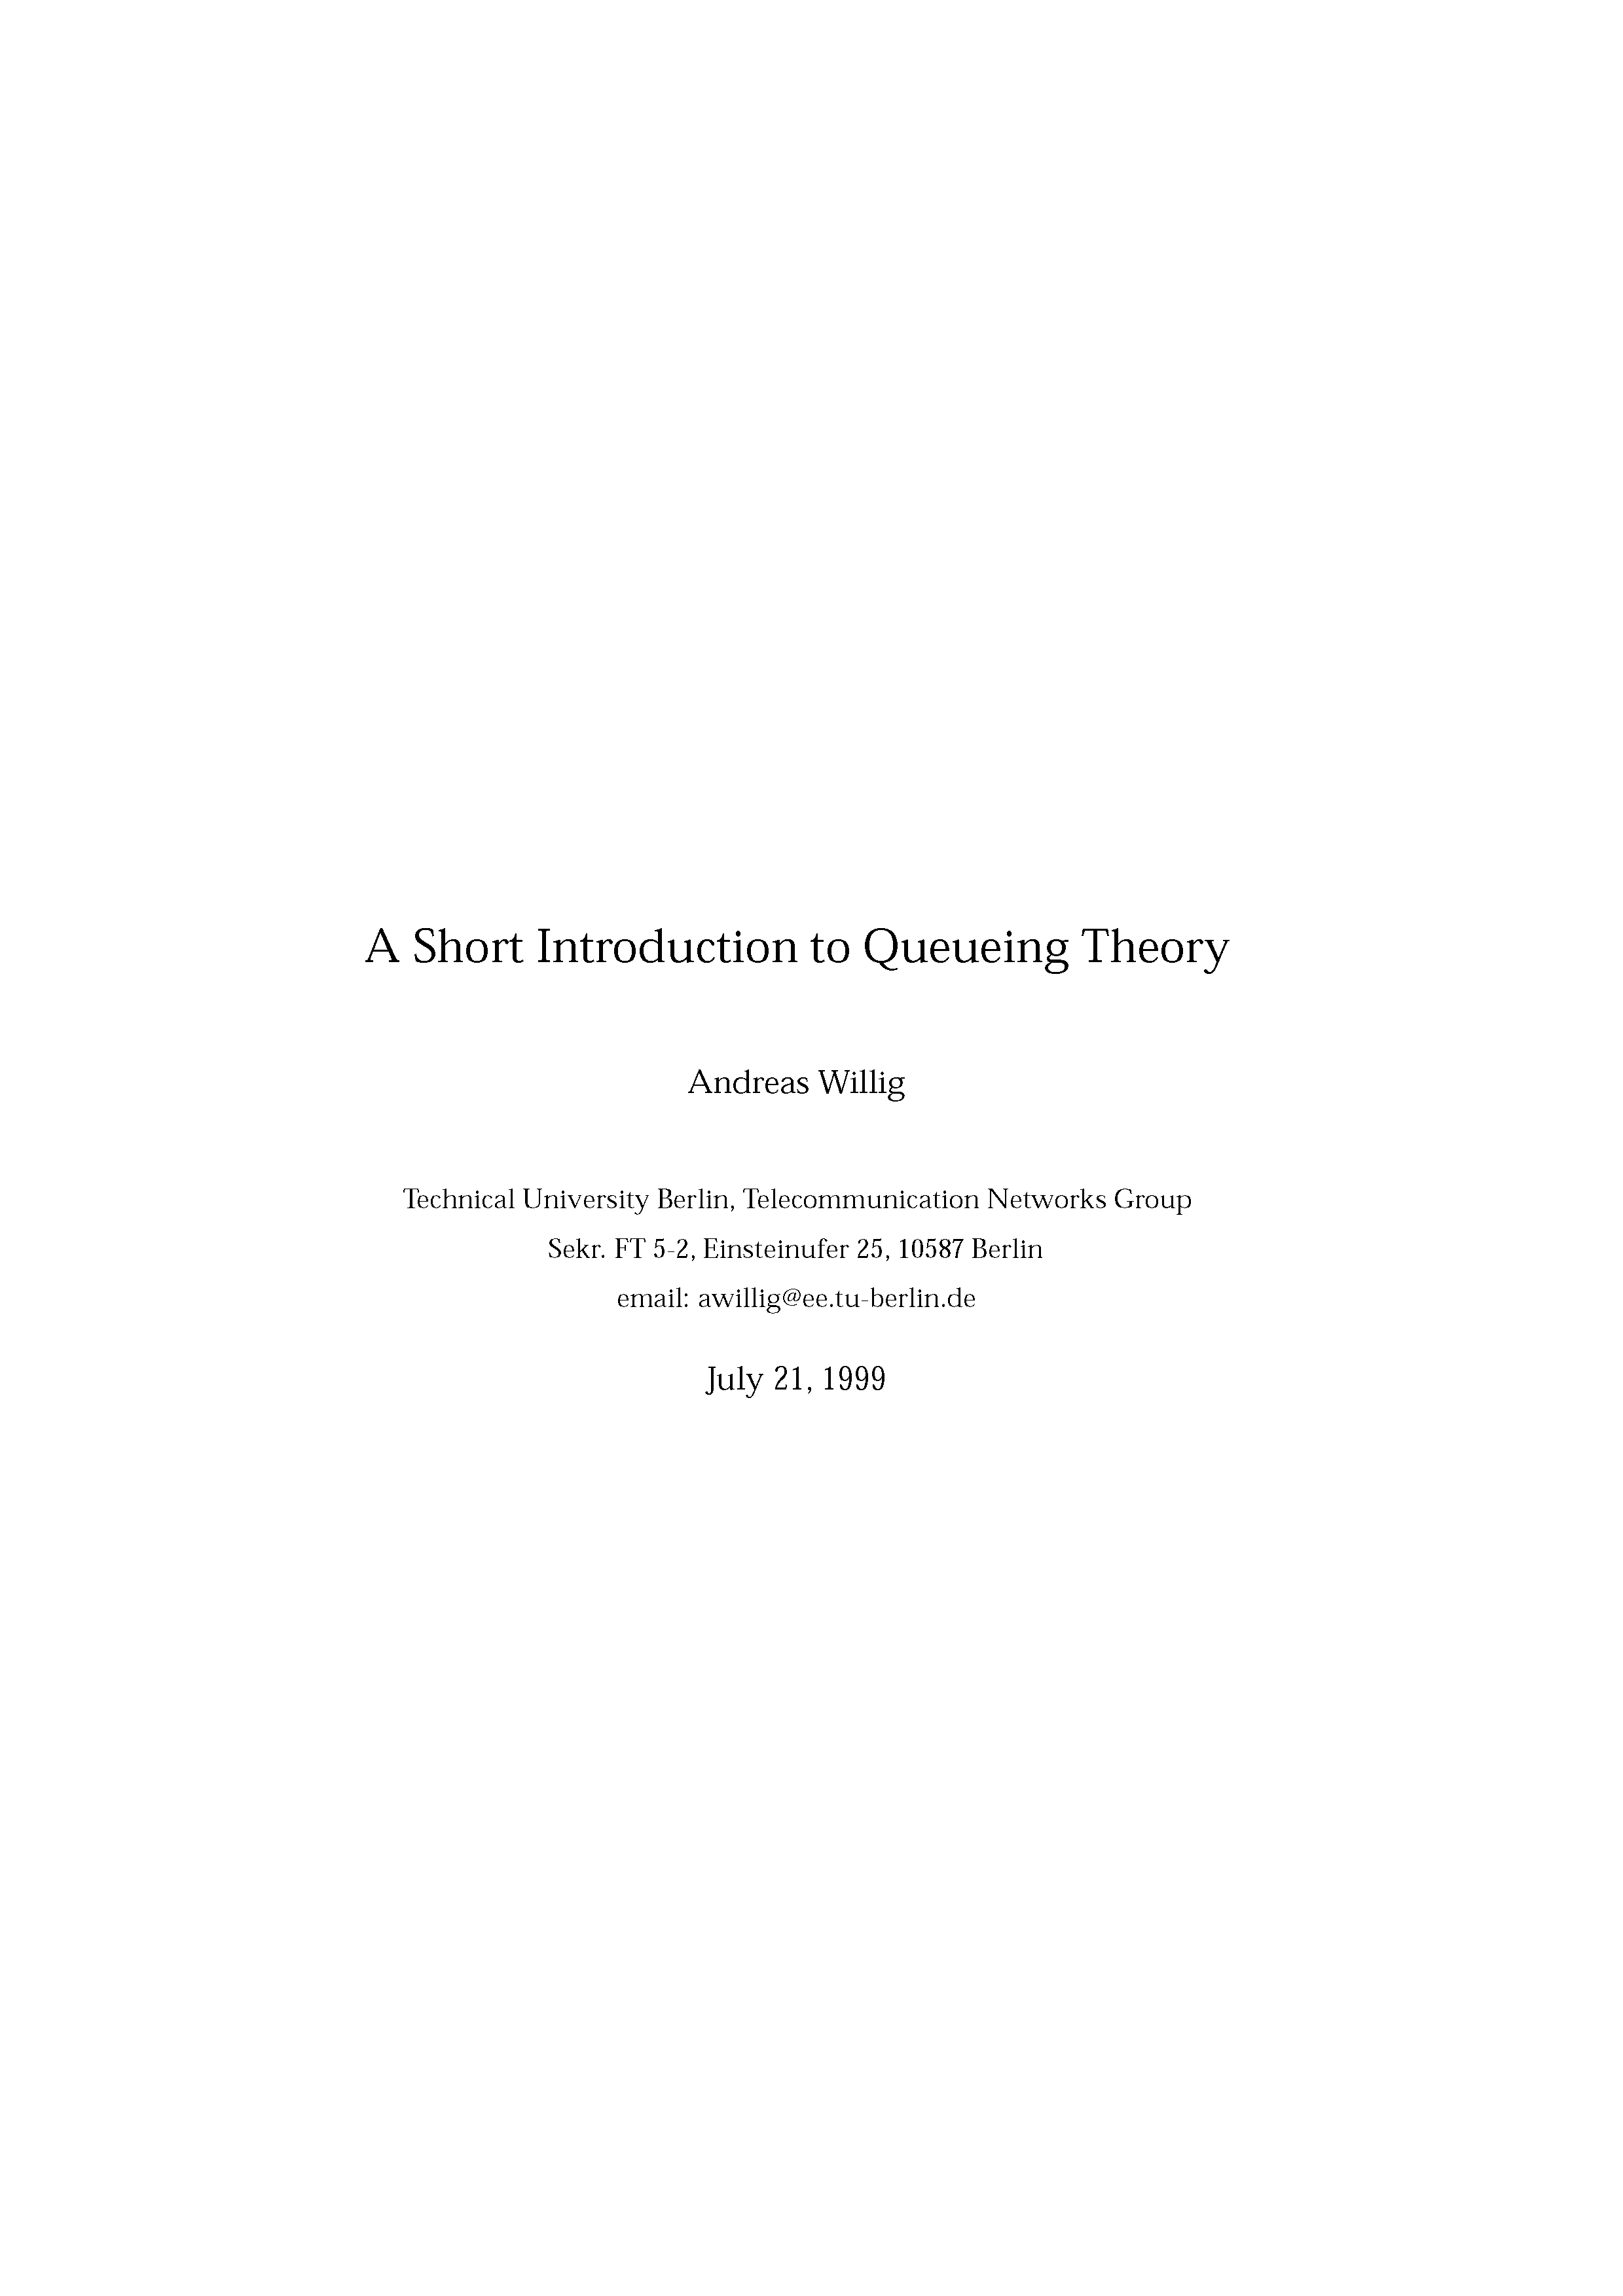 A Short Introduction to Queueing Theory
Andreas Willig
Technical University Berlin, Telecommunication Networks Group
Sekr. FT 5-2, Einsteinufer 25, 10587 Berlin
email: awillig@ee.tu-berlin.de
July 21, 1999